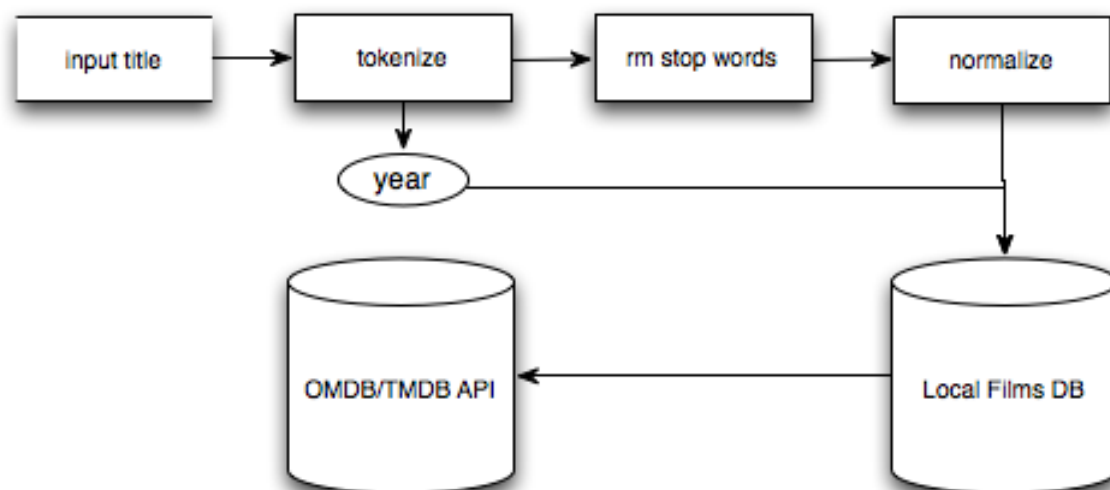 input title
tokenize
rm stop words
normalize
year
OMDB/TMDB API
Local Films DB